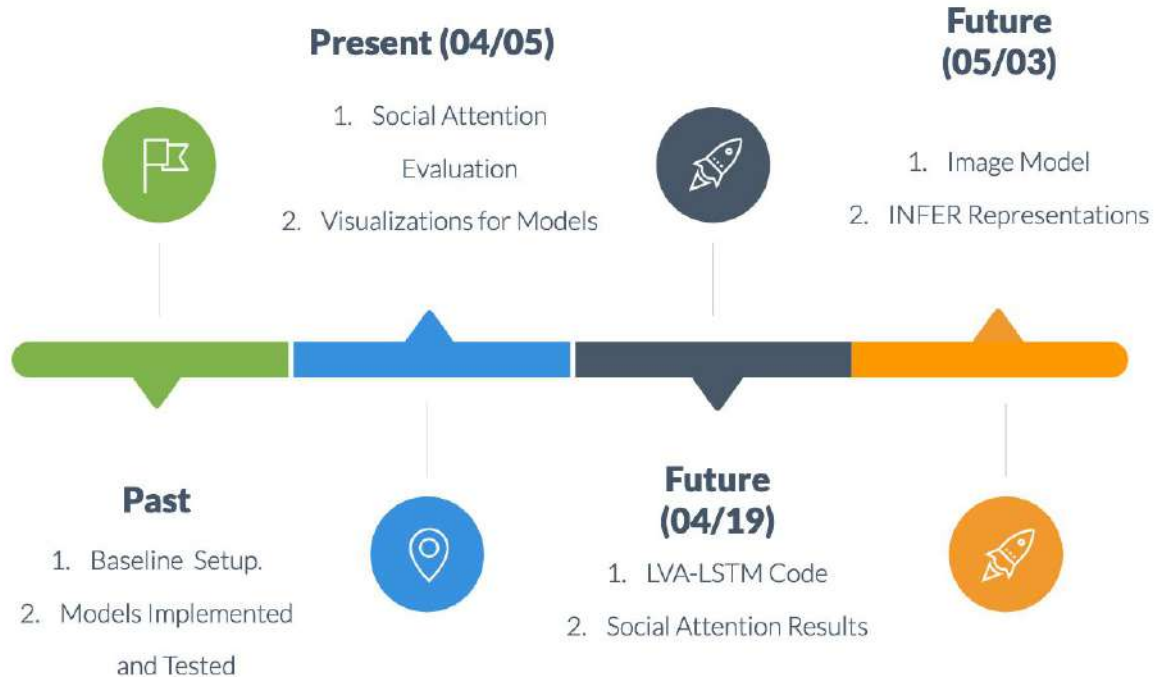 Present (04/05)
1. Social Attention
Evaluation
2. Visualizations for Models
Future
(05/03)
1. Image Model
2. INFER Representations
Past
1. Baseline Setup.
2. Models Implemented
and Tested
Future
(04/19)
1. LVA-LSTM Code
2. Social Attention Results